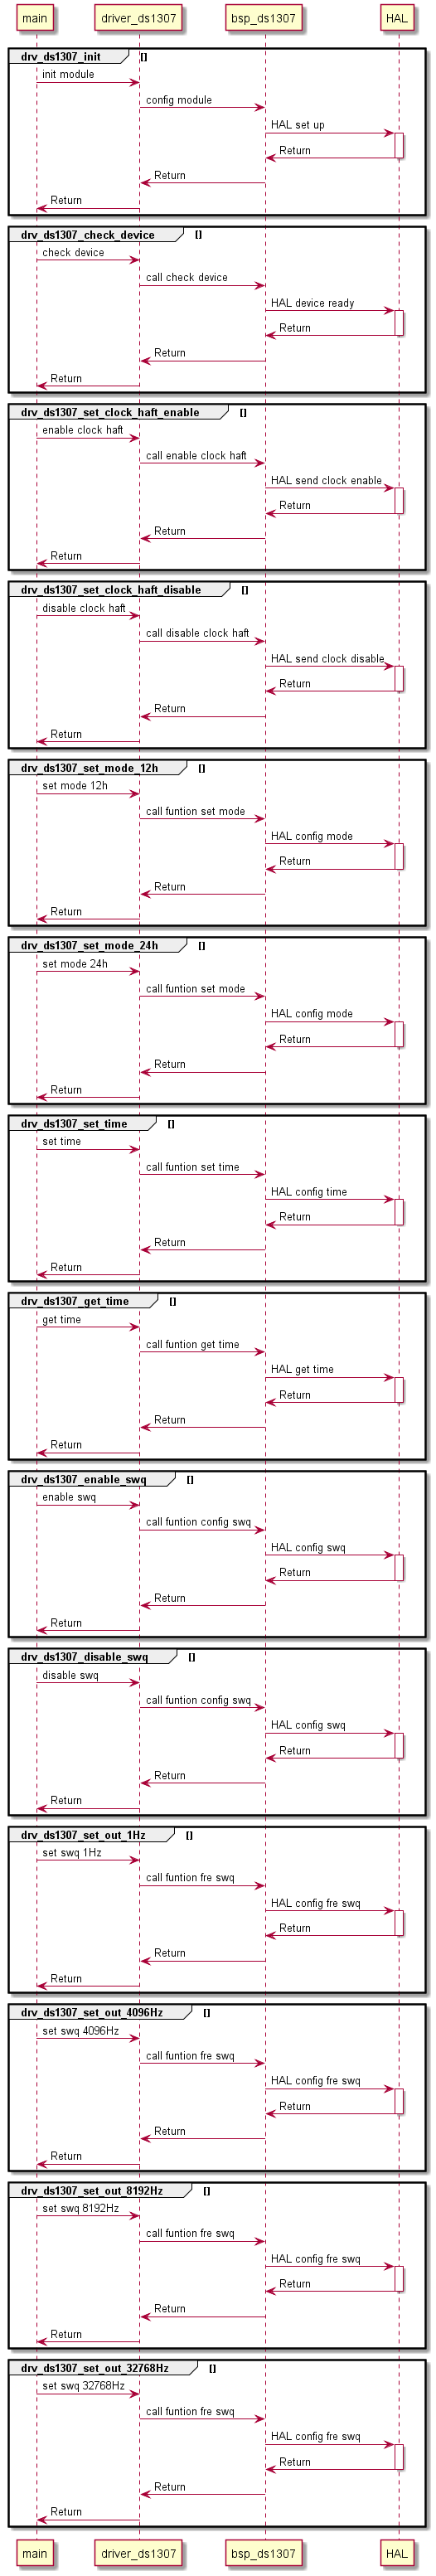 main driver_ds1307 bsp_ds1307 HAL
drv_ds1307_init []
init module
config module
HAL set up
Return
Return
Return
drv_ds1307_check_device []
check device
call check device
HAL device ready
Return
Return
Return
drv_ds1307_set_clock_haft_enable []
enable clock haft
call enable clock haft
HAL send clock enable
Return
Return
Return
drv_ds1307_set_clock_haft_disable []
disable clock haft
call disable clock haft
HAL send clock disable
Return
Return
Return
drv_ds1307_set_mode_12h []
set mode 12h
call funtion set mode
HAL config mode
Return
Return
Return
drv_ds1307_set_mode_24h []
set mode 24h
call funtion set mode
HAL config mode
Return
Return
Return
drv_ds1307_set_time []
set time
call funtion set time
HAL config time
Return
Return
Return
drv_ds1307_get_time []
get time
call funtion get time
HAL get time
Return
Return
Return
drv_ds1307_enable_swq []
enable swq
call funtion config swq
HAL config swq
Return
Return
Return
drv_ds1307_disable_swq []
disable swq
call funtion config swq
HAL config swq
Return
Return
Return
drv_ds1307_set_out_1Hz []
set swq 1Hz
call funtion fre swq
HAL config fre swq
Return
Return
Return
drv_ds1307_set_out_4096Hz []
set swq 4096Hz
call funtion fre swq
HAL config fre swq
Return
Return
Return
drv_ds1307_set_out_8192Hz []
set swq 8192Hz
call funtion fre swq
HAL config fre swq
Return
Return
Return
drv_ds1307_set_out_32768Hz []
set swq 32768Hz
call funtion fre swq
HAL config fre swq
Return
Return
Return
main driver_ds1307 bsp_ds1307 HAL